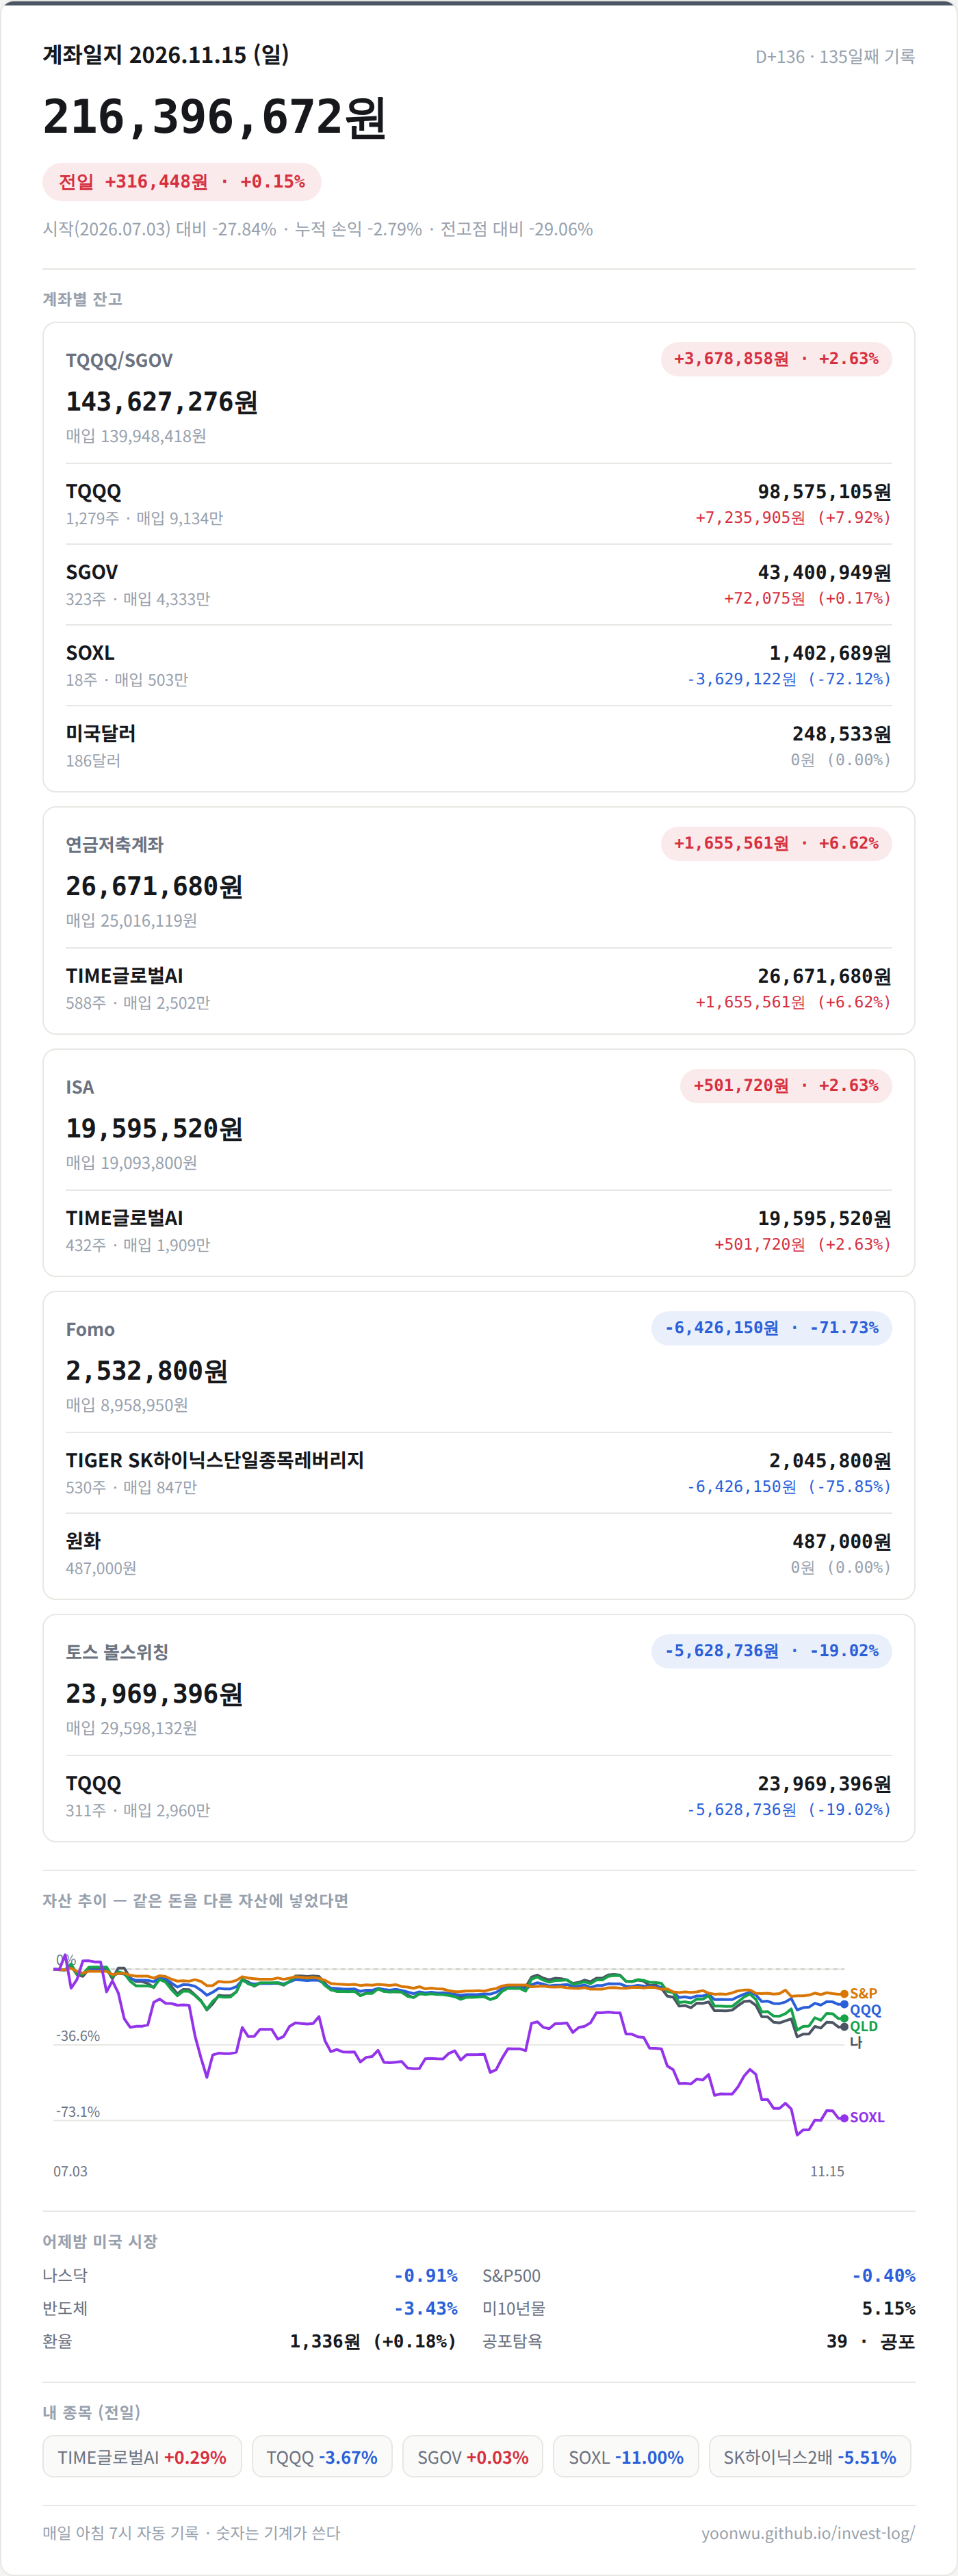 계좌일지 2026.11.15 (일)
D+136 · 135일째 기록
216,396,672원
전일 +316,448원 · +0.15%
시작(2026.07.03) 대비 -27.84% · 누적 손익 -2.79% · 전고점 대비 -29.06%
계좌별 잔고
TQQQ/SGOV
+3,678,858원 · +2.63%
143,627,276원
매입 139,948,418원
TQQQ
98,575,105원
1,279주 · 매입 9,134만
+7,235,905원 (+7.92%)
SGOV
43,400,949원
323주 · 매입 4,333만
+72,075원 (+0.17%)
SOXL
1,402,689원
18주 · 매입 503만
-3,629,122원 (-72.12%)
미국달러
248,533원
186달러
0원 (0.00%)
연금저축계좌
+1,655,561원 · +6.62%
26,671,680원
매입 25,016,119원
TIME글로벌AI
26,671,680원
588주 · 매입 2,502만
+1,655,561원 (+6.62%)
ISA
+501,720원 · +2.63%
19,595,520원
매입 19,093,800원
TIME글로벌AI
19,595,520원
432주 · 매입 1,909만
+501,720원 (+2.63%)
Fomo
-6,426,150원 · -71.73%
2,532,800원
매입 8,958,950원
TIGER SK하이닉스단일종목레버리지
2,045,800원
530주 · 매입 847만
-6,426,150원 (-75.85%)
원화
487,000원
487,000원
0원 (0.00%)
토스 볼스위칭
-5,628,736원 · -19.02%
23,969,396원
매입 29,598,132원
TQQQ
23,969,396원
311주 · 매입 2,960만
-5,628,736원 (-19.02%)
자산 추이 — 같은 돈을 다른 자산에 넣었다면
0%
S&P
QQQ
QLD
나
-36.6%
-73.1%
SOXL
07.03
11.15
어제밤 미국 시장
나스닥 -0.91% S&P500 -0.40%
반도체 -3.43% 미10년물 5.15%
환율 1,336원 (+0.18%) 공포탐욕 39 · 공포
내 종목 (전일)
TIME글로벌AI +0.29% TQQQ -3.67% SGOV +0.03% SOXL -11.00% SK하이닉스2배 -5.51%
매일 아침 7시 자동 기록 · 숫자는 기계가 쓴다
yoonwu.github.io/invest-log/